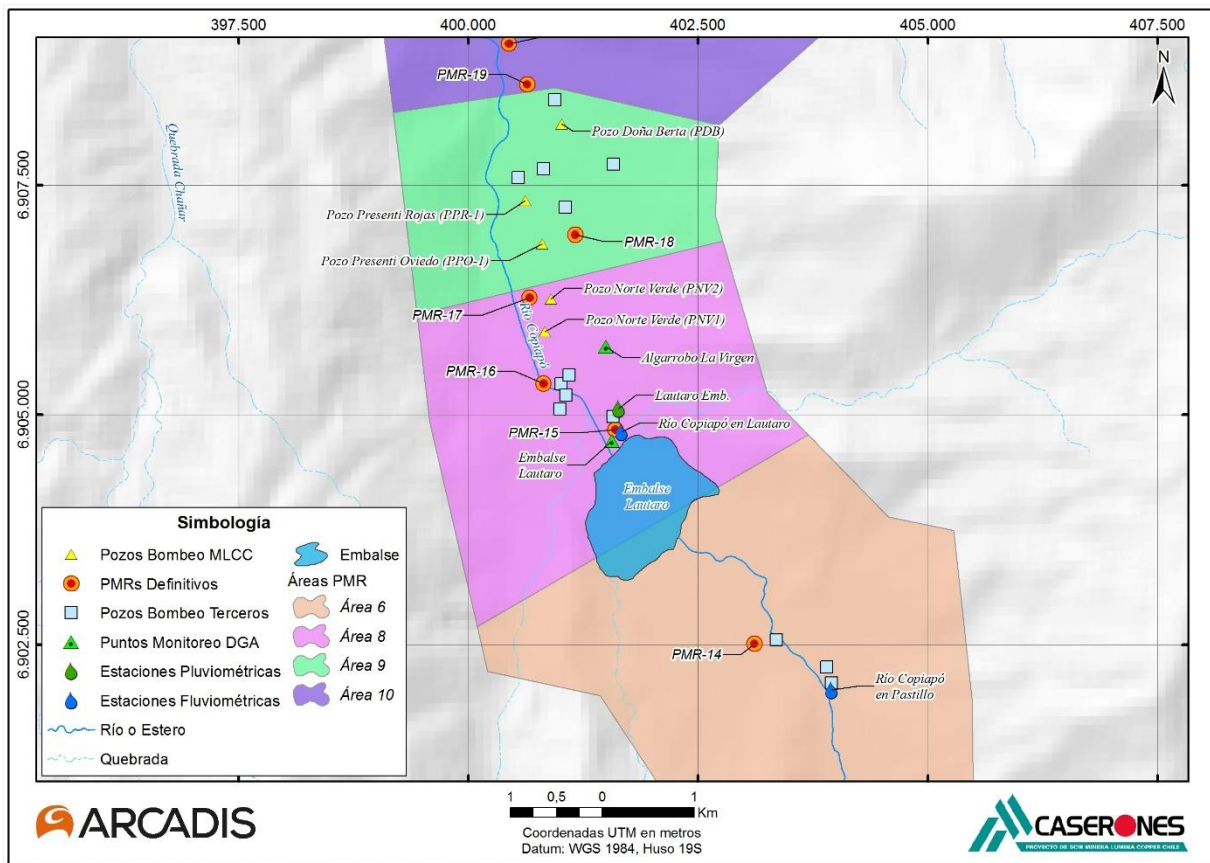 397.500
400.000
402.500
405.000
407.500
6.907.500
6.905.000
6.902.500
N
PMR-19
Pozo Doña Berta (PDB)
Quebrada Chañar
Pozo Presenti Rojas (PPR-1)
PMR-18
Pozo Presenti Oviedo (PPO-1)
Pozo Norte Verde (PNV2)
PMR-17
Río Copiapó
Pozo Norte Verde (PNV1)
Algarrobo La Virgen
PMR-16
Lautaro Emb.
Río Copiapó en Lautaro
PMR-15
Embalse
Lautaro
Embalse
Lautaro
PMR-14
Río Copiapó
en Pastillo
Simbología
Pozos Bombeo MLCC
PMRs Definitivos
Pozos Bombeo Terceros
Puntos Monitoreo DGA
Estaciones Pluviométricas
Estaciones Fluviométricas
Río o Estero
Quebrada
Embalse
Áreas PMR
Área 6
Área 8
Área 9
Área 10
ARCADIS
1 0,5 0 1
Km
Coordenadas UTM en metros
Datum: WGS 1984, Huso 19S
CASERONES
PROYECTO DE SCM MINERA LUMINA COPPER CHILE